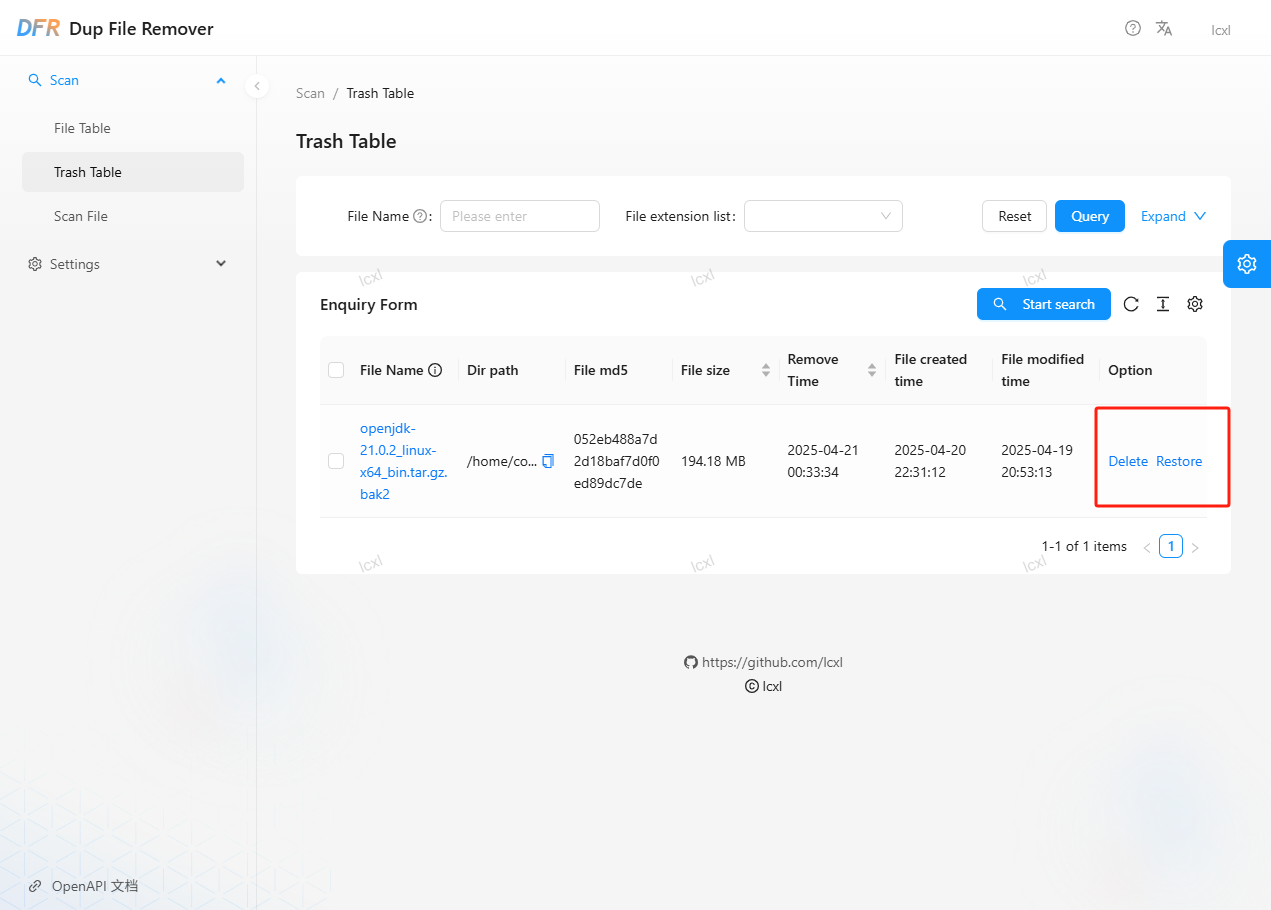 DFR Dup File Remover
lcxl
Scan
File Table
Trash Table
Scan File
Settings
OpenAPI 文档
Scan / Trash Table
Trash Table
File Name : Please enter File extension list: Reset Query Expand
lcxl lcxl lcxl
Enquiry Form Start search
File Name Dir path File md5 File size Remove Time File created time File modified time Option
openjdk-
21.0.2_linux-
x64_bin.tar.gz.
bak2
/home/co...
052eb488a7d
2d18baf7d0f0
ed89dc7de
194.18 MB
2025-04-21
00:33:34
2025-04-20
22:31:12
2025-04-19
20:53:13
Delete Restore
1-1 of 1 items 1
lcxl lcxl lcxl
https://github.com/lcxl
© lcxl